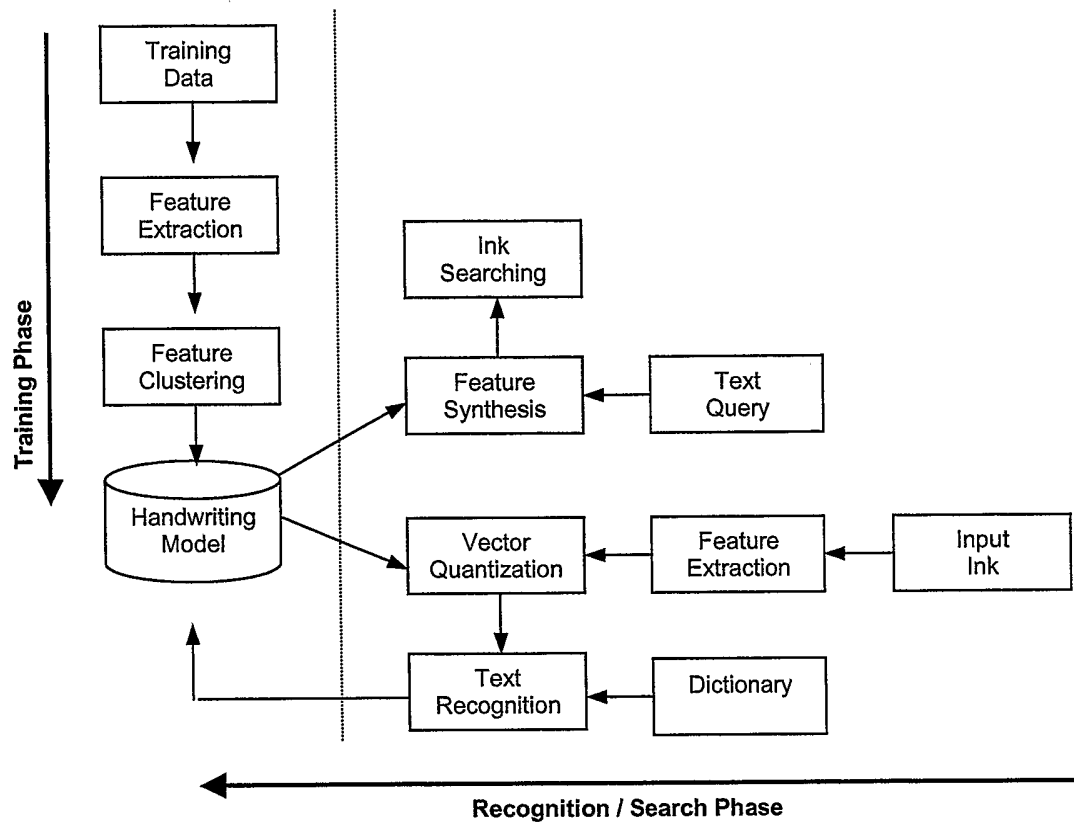 Training
Data
Feature
Extraction
Feature
Clustering
Handwriting
Model
Training Phase
Ink
Searching
Feature
Synthesis
Text
Query
Vector
Quantization
Feature
Extraction
Input
Ink
Text
Recognition
Dictionary
Recognition / Search Phase